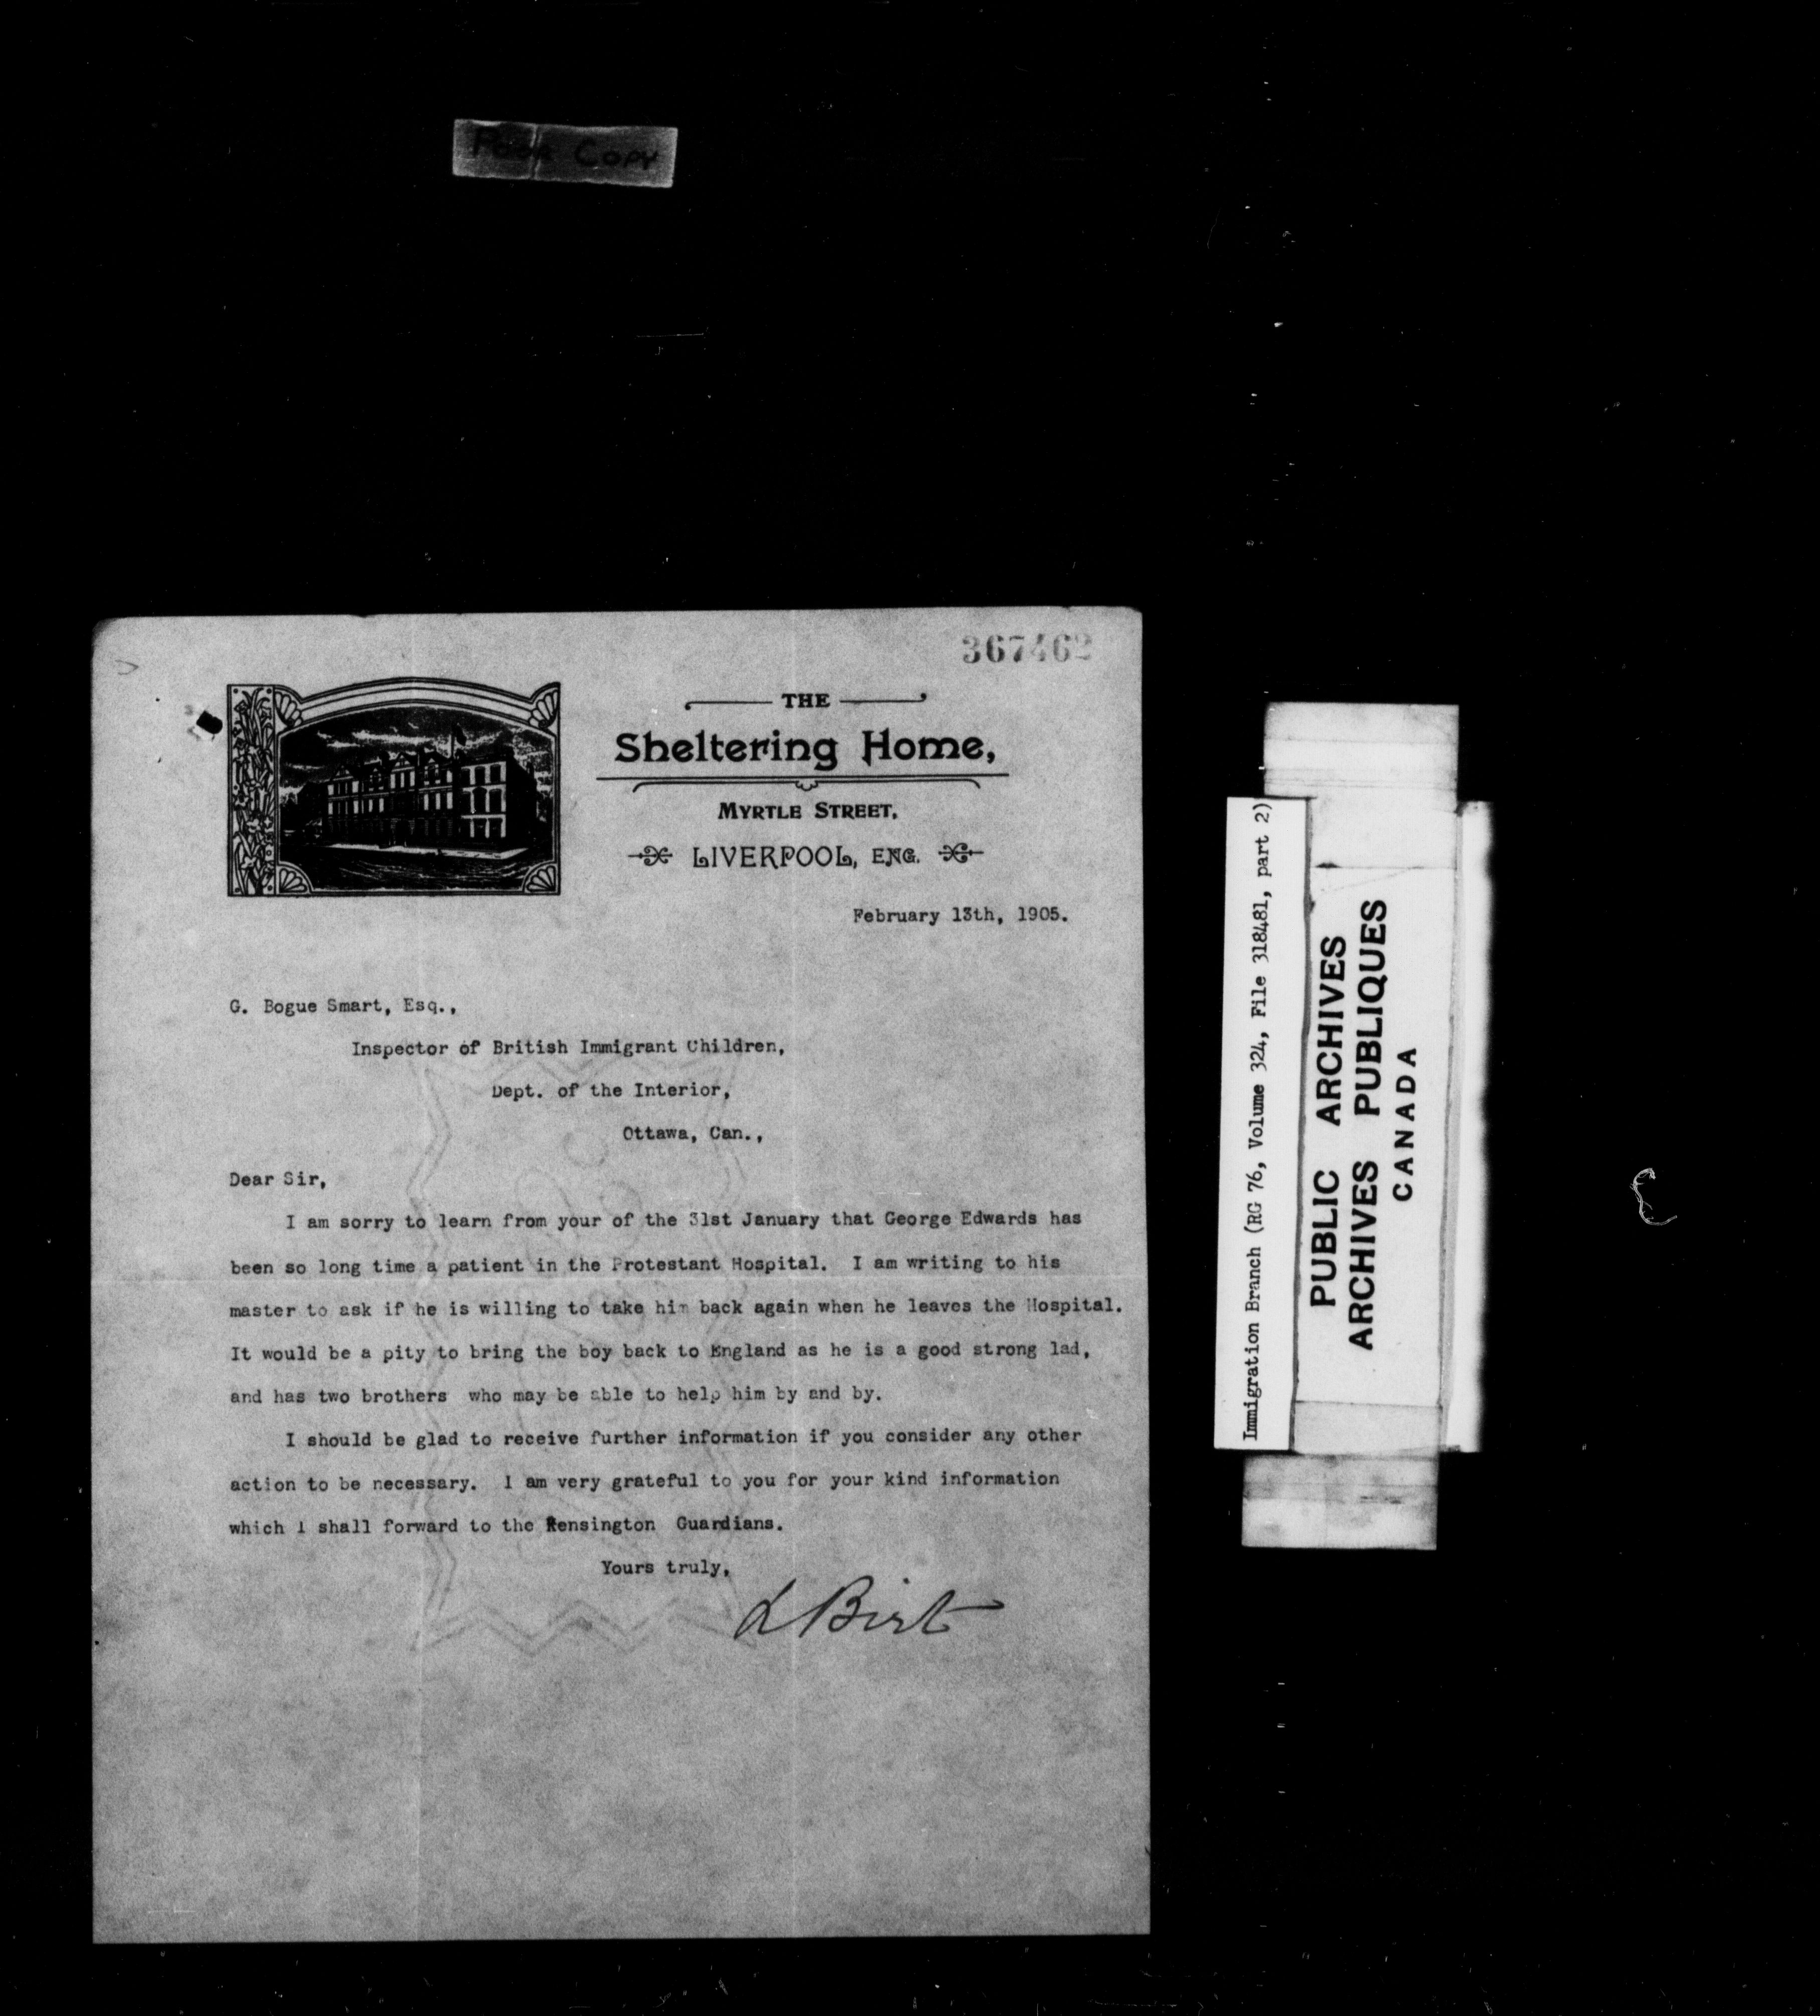 Poor Copy
367462
THE
Sheltering Home,
MYRTLE STREET,
LIVERPOOL, ENG.
February 13th, 1905.
G. Bogue Smart, Esq.,
Inspector of British Immigrant Children,
Dept. of the Interior,
Ottawa, Can.,
Dear Sir,
I am sorry to learn from your of the 31st January that George Edwards has
been so long time a patient in the Protestant Hospital. I am writing to his
master to ask if he is willing to take him back again when he leaves the Hospital.
It would be a pity to bring the boy back to England as he is a good strong lad,
and has two brothers who may be able to help him by and by.
I should be glad to receive further information if you consider any other
action to be necessary. I am very grateful to you for your kind information
which I shall forward to the Kensington Guardians.
Yours truly,
L Birt
Immigration Branch (RG 76, Volume 324, File 318481, part 2)
PUBLIC ARCHIVES
ARCHIVES PUBLIQUES
CANADA